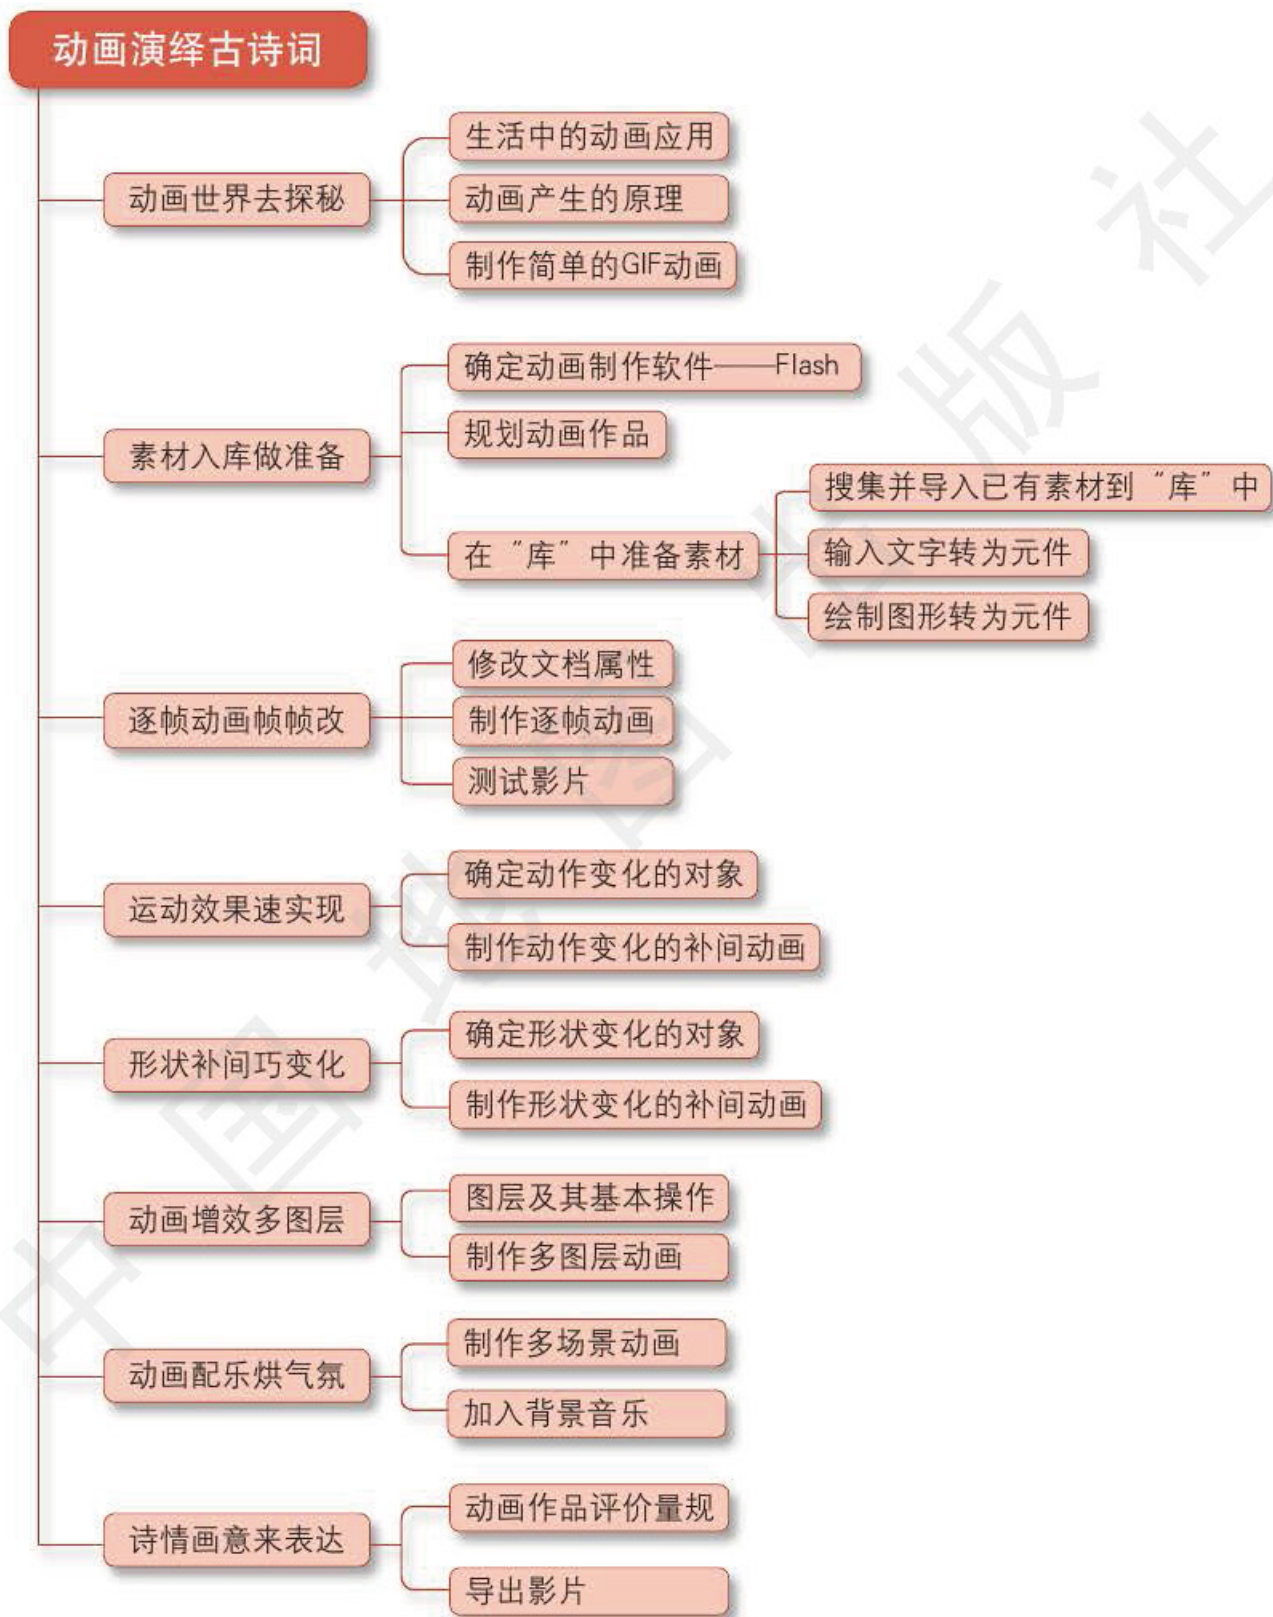 动画演绎古诗词
动画世界去探秘
生活中的动画应用
动画产生的原理
制作简单的GIF动画
素材入库做准备
确定动画制作软件——Flash
规划动画作品
在“库”中准备素材
搜集并导入已有素材到“库”中
输入文字转为元件
绘制图形转为元件
逐帧动画帧帧改
修改文档属性
制作逐帧动画
测试影片
运动效果速实现
确定动作变化的对象
制作动作变化的补间动画
形状补间巧变化
确定形状变化的对象
制作形状变化的补间动画
动画增效多图层
图层及其基本操作
制作多图层动画
动画配乐烘气氛
制作多场景动画
加入背景音乐
诗情画意来表达
动画作品评价量规
导出影片
中国地图出版社